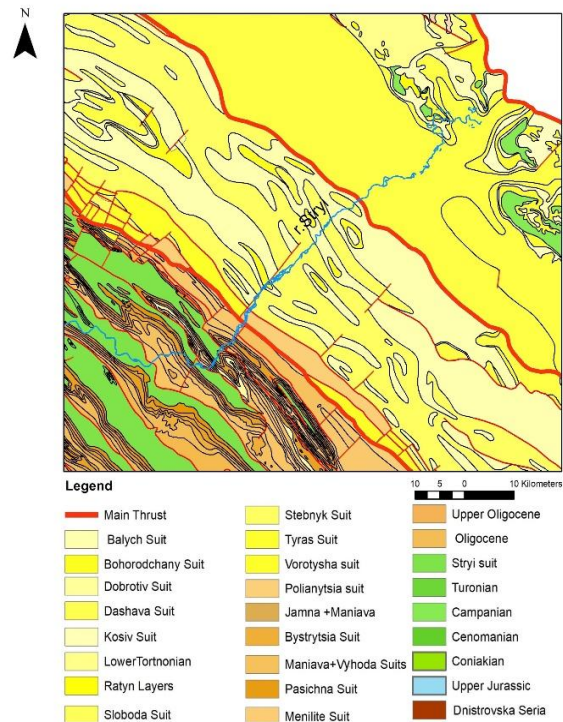 N
r.Stryi
10 5 0 10 Kilometers
Legend
Main Thrust
Balych Suit
Bohorodchany Suit
Dobrotiv Suit
Dashava Suit
Kosiv Suit
LowerTortnonian
Ratyn Layers
Sloboda Suit
Stebnyk Suit
Tyras Suit
Vorotysha suit
Polianytsia suit
Jamna +Maniava
Bystrytsia Suit
Maniava+Vyhoda Suits
Pasichna Suit
Menilite Suit
Upper Oligocene
Oligocene
Stryi suit
Turonian
Campanian
Cenomanian
Coniakian
Upper Jurassic
Dnistrovska Seria